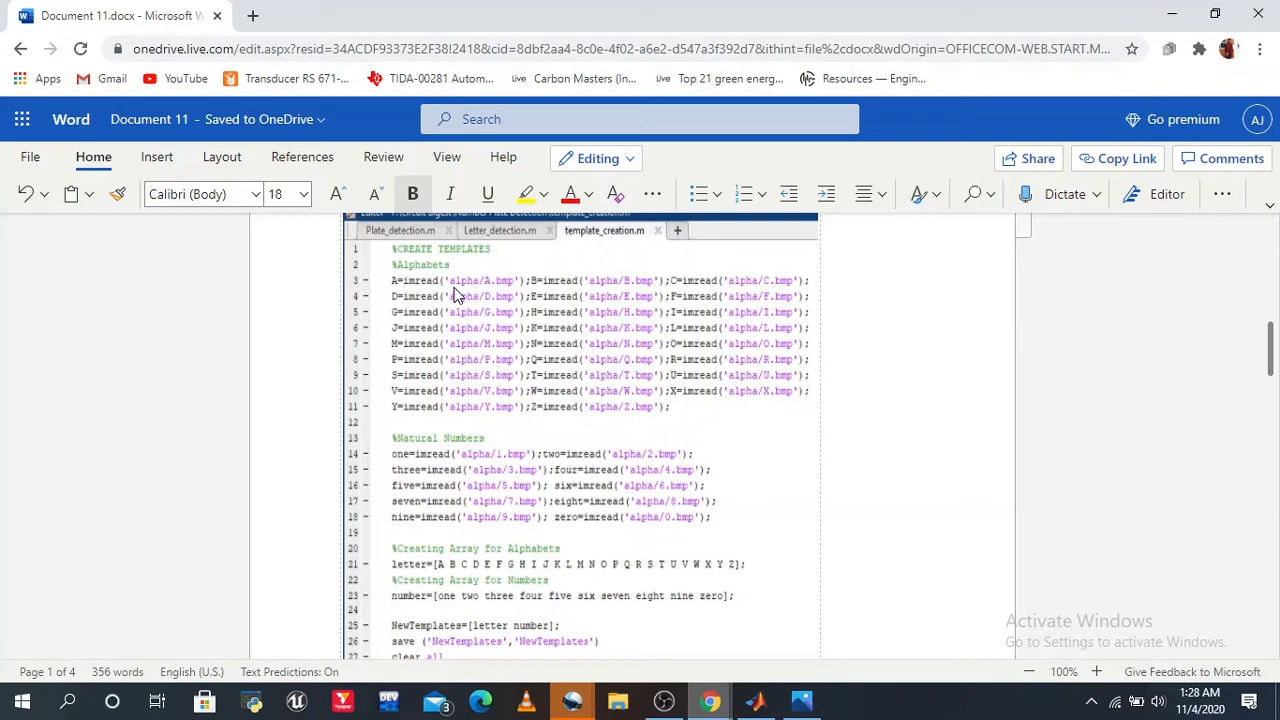 Document 11.docx - Microsoft W
onedrive.live.com/edit.aspx?resid=34ACDF93373E2F38!2418&cid=8dbf2aa4-8c0e-4f02-a6e2-d547a3f392d7&ithint=file%2cdocx&wdOrigin=OFFICECOM-WEB.START.M...
Apps Gmail YouTube Transducer RS 671-... TIDA-00281 Autom... Live Carbon Masters (In... Live Top 21 green energ... Resources — Engin...
Word Document 11 - Saved to OneDrive Search Go premium AJ
File Home Insert Layout References Review View Help Editing Share Copy Link Comments
Calibri (Body) 18 A A B I U A Dictate Editor
Editor - circuit digest\Number Plate Detection\template_creation.m
Plate_detection.m Letter_detection.m template_creation.m
1 %CREATE TEMPLATES
2 %Alphabets
3 - A=imread('alpha/A.bmp');B=imread('alpha/B.bmp');C=imread('alpha/C.bmp');
4 - D=imread('alpha/D.bmp');E=imread('alpha/E.bmp');F=imread('alpha/F.bmp');
5 - G=imread('alpha/G.bmp');H=imread('alpha/H.bmp');I=imread('alpha/I.bmp');
6 - J=imread('alpha/J.bmp');K=imread('alpha/K.bmp');L=imread('alpha/L.bmp');
7 - M=imread('alpha/M.bmp');N=imread('alpha/N.bmp');O=imread('alpha/O.bmp');
8 - P=imread('alpha/P.bmp');Q=imread('alpha/Q.bmp');R=imread('alpha/R.bmp');
9 - S=imread('alpha/S.bmp');T=imread('alpha/T.bmp');U=imread('alpha/U.bmp');
10 - V=imread('alpha/V.bmp');W=imread('alpha/W.bmp');X=imread('alpha/X.bmp');
11 - Y=imread('alpha/Y.bmp');Z=imread('alpha/Z.bmp');
12
13 %Natural Numbers
14 - one=imread('alpha/1.bmp');two=imread('alpha/2.bmp');
15 - three=imread('alpha/3.bmp');four=imread('alpha/4.bmp');
16 - five=imread('alpha/5.bmp'); six=imread('alpha/6.bmp');
17 - seven=imread('alpha/7.bmp');eight=imread('alpha/8.bmp');
18 - nine=imread('alpha/9.bmp'); zero=imread('alpha/0.bmp');
19
20 %Creating Array for Alphabets
21 - letter=[A B C D E F G H I J K L M N O P Q R S T U V W X Y Z];
22 %Creating Array for Numbers
23 - number=[one two three four five six seven eight nine zero];
24
25 - NewTemplates=[letter number];
26 - save ('NewTemplates','NewTemplates')
27 - clear all
Activate Windows
Go to Settings to activate Windows.
Page 1 of 4 356 words English (U.S.) Text Predictions: On 100% Give Feedback to Microsoft
DEV 3 1:28 AM
11/4/2020